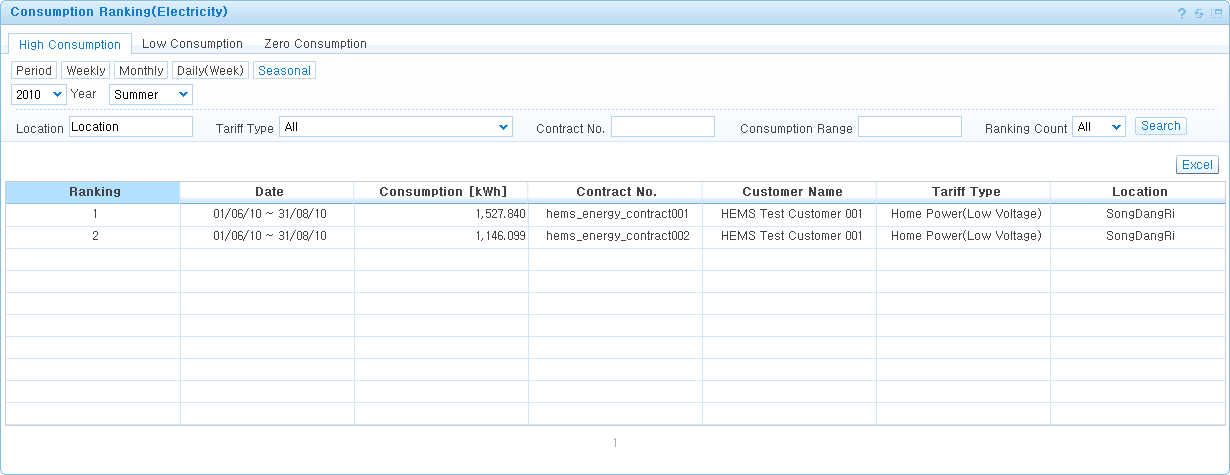 Consumption Ranking(Electricity)
High Consumption Low Consumption Zero Consumption
Period Weekly Monthly Daily(Week) Seasonal
2010 Year Summer
Location Location Tariff Type All Contract No. Consumption Range Ranking Count All Search
Excel
Ranking Date Consumption [kWh] Contract No. Customer Name Tariff Type Location
1 01/06/10 ~ 31/08/10 1,527.840 hems_energy_contract001 HEMS Test Customer 001 Home Power(Low Voltage) SongDangRi
2 01/06/10 ~ 31/08/10 1,146.099 hems_energy_contract002 HEMS Test Customer 001 Home Power(Low Voltage) SongDangRi
1